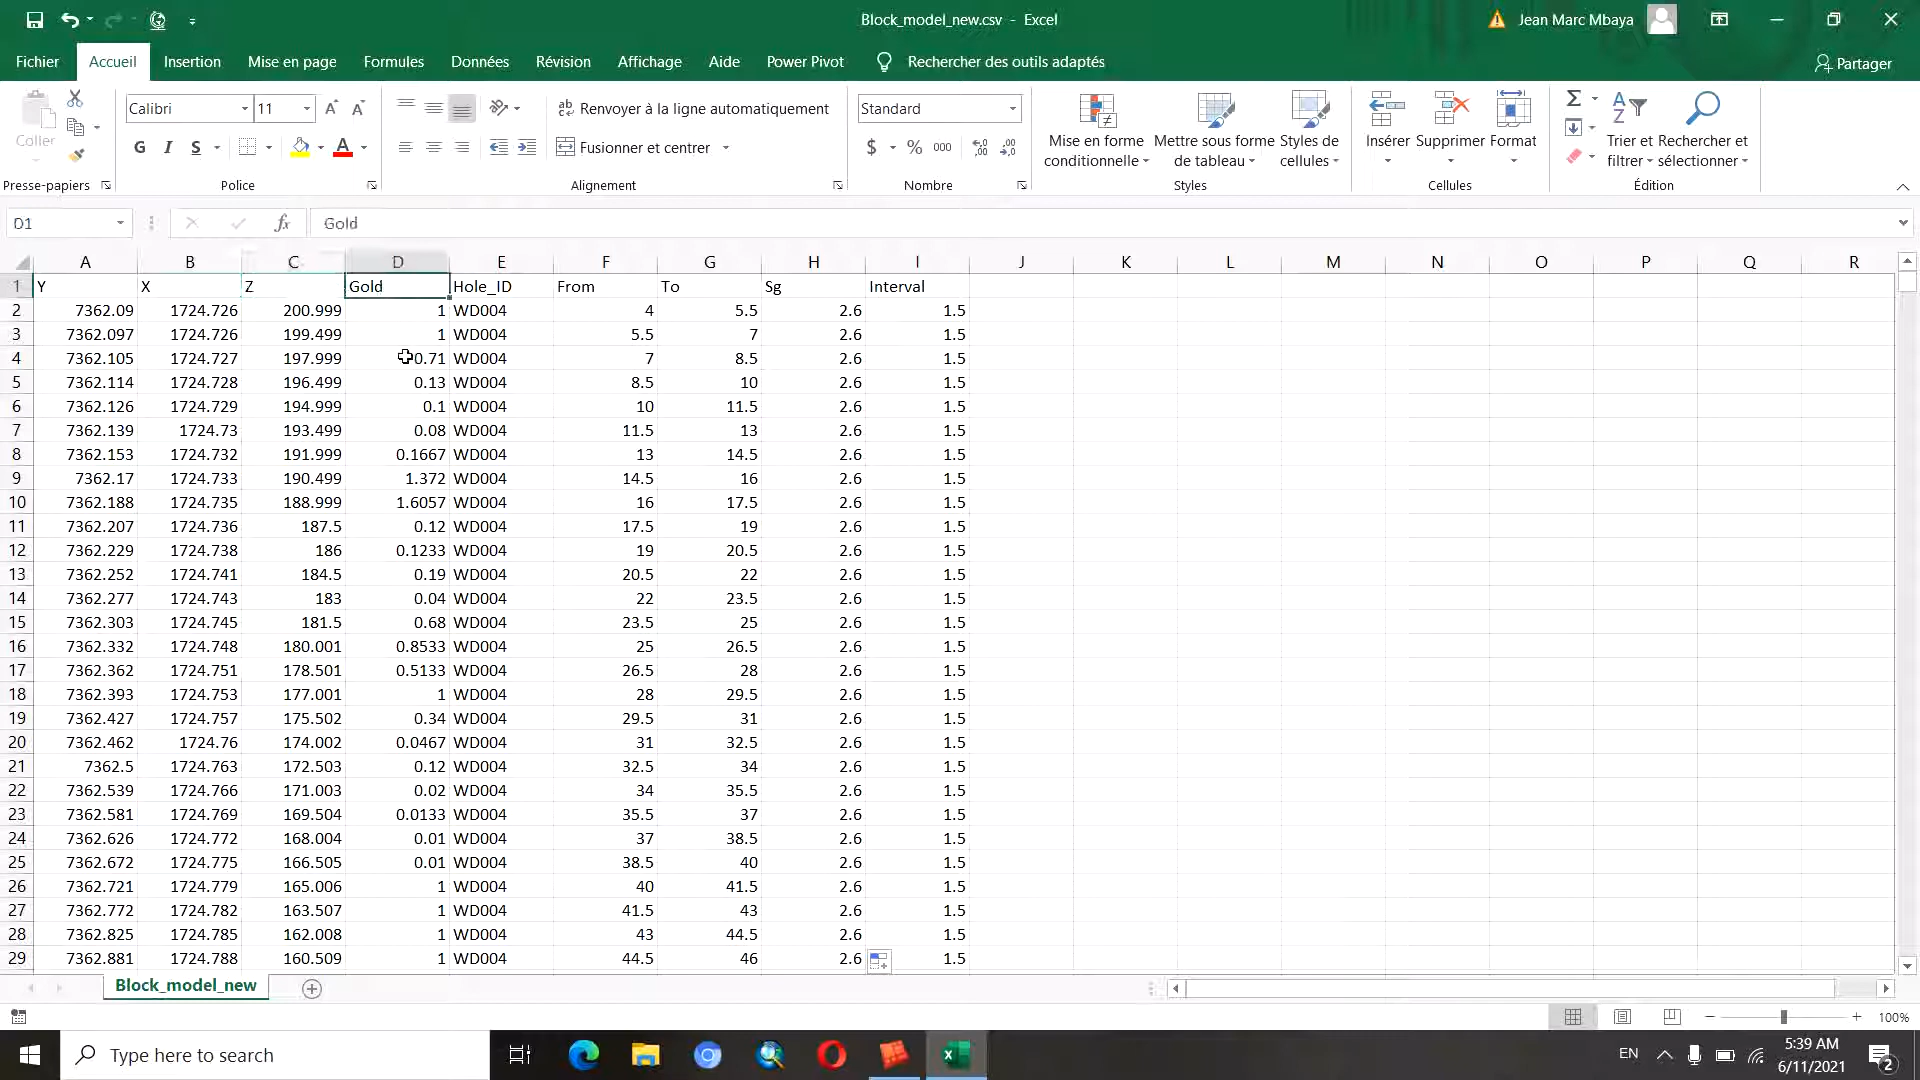 Block_model_new.csv - Excel
Jean Marc Mbaya
Fichier Accueil Insertion Mise en page Formules Données Révision Affichage Aide Power Pivot Rechercher des outils adaptés Partager
Coller
Calibri 11
Renvoyer à la ligne automatiquement
Standard
G I S
Fusionner et centrer
$ % 000
Mise en forme conditionnelle
Mettre sous forme de tableau
Styles de cellules
Insérer Supprimer Format
Trier et filtrer
Rechercher et sélectionner
Presse-papiers Police Alignement Nombre Styles Cellules Édition
D1 fx Gold
A B C D E F G H I J K L M N O P Q R
1 Y X Z Gold Hole_ID From To Sg Interval
2 7362.09 1724.726 200.999 1 WD004 4 5.5 2.6 1.5
3 7362.097 1724.726 199.499 1 WD004 5.5 7 2.6 1.5
4 7362.105 1724.727 197.999 0.71 WD004 7 8.5 2.6 1.5
5 7362.114 1724.728 196.499 0.13 WD004 8.5 10 2.6 1.5
6 7362.126 1724.729 194.999 0.1 WD004 10 11.5 2.6 1.5
7 7362.139 1724.73 193.499 0.08 WD004 11.5 13 2.6 1.5
8 7362.153 1724.732 191.999 0.1667 WD004 13 14.5 2.6 1.5
9 7362.17 1724.733 190.499 1.372 WD004 14.5 16 2.6 1.5
10 7362.188 1724.735 188.999 1.6057 WD004 16 17.5 2.6 1.5
11 7362.207 1724.736 187.5 0.12 WD004 17.5 19 2.6 1.5
12 7362.229 1724.738 186 0.1233 WD004 19 20.5 2.6 1.5
13 7362.252 1724.741 184.5 0.19 WD004 20.5 22 2.6 1.5
14 7362.277 1724.743 183 0.04 WD004 22 23.5 2.6 1.5
15 7362.303 1724.745 181.5 0.68 WD004 23.5 25 2.6 1.5
16 7362.332 1724.748 180.001 0.8533 WD004 25 26.5 2.6 1.5
17 7362.362 1724.751 178.501 0.5133 WD004 26.5 28 2.6 1.5
18 7362.393 1724.753 177.001 1 WD004 28 29.5 2.6 1.5
19 7362.427 1724.757 175.502 0.34 WD004 29.5 31 2.6 1.5
20 7362.462 1724.76 174.002 0.0467 WD004 31 32.5 2.6 1.5
21 7362.5 1724.763 172.503 0.12 WD004 32.5 34 2.6 1.5
22 7362.539 1724.766 171.003 0.02 WD004 34 35.5 2.6 1.5
23 7362.581 1724.769 169.504 0.0133 WD004 35.5 37 2.6 1.5
24 7362.626 1724.772 168.004 0.01 WD004 37 38.5 2.6 1.5
25 7362.672 1724.775 166.505 0.01 WD004 38.5 40 2.6 1.5
26 7362.721 1724.779 165.006 1 WD004 40 41.5 2.6 1.5
27 7362.772 1724.782 163.507 1 WD004 41.5 43 2.6 1.5
28 7362.825 1724.785 162.008 1 WD004 43 44.5 2.6 1.5
29 7362.881 1724.788 160.509 1 WD004 44.5 46 2.6 1.5
Block_model_new
100%
Type here to search
EN
5:39 AM
6/11/2021
2